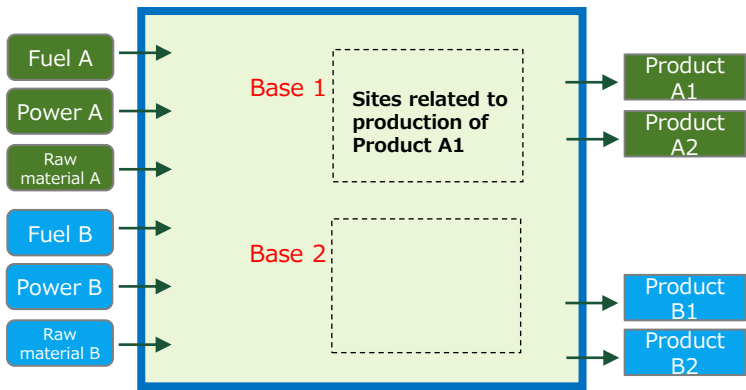 Fuel A
Power A
Raw
material A
Fuel B
Power B
Raw
material B
Base 1
Sites related to
production of
Product A1
Base 2
Product
A1
Product
A2
Product
B1
Product
B2